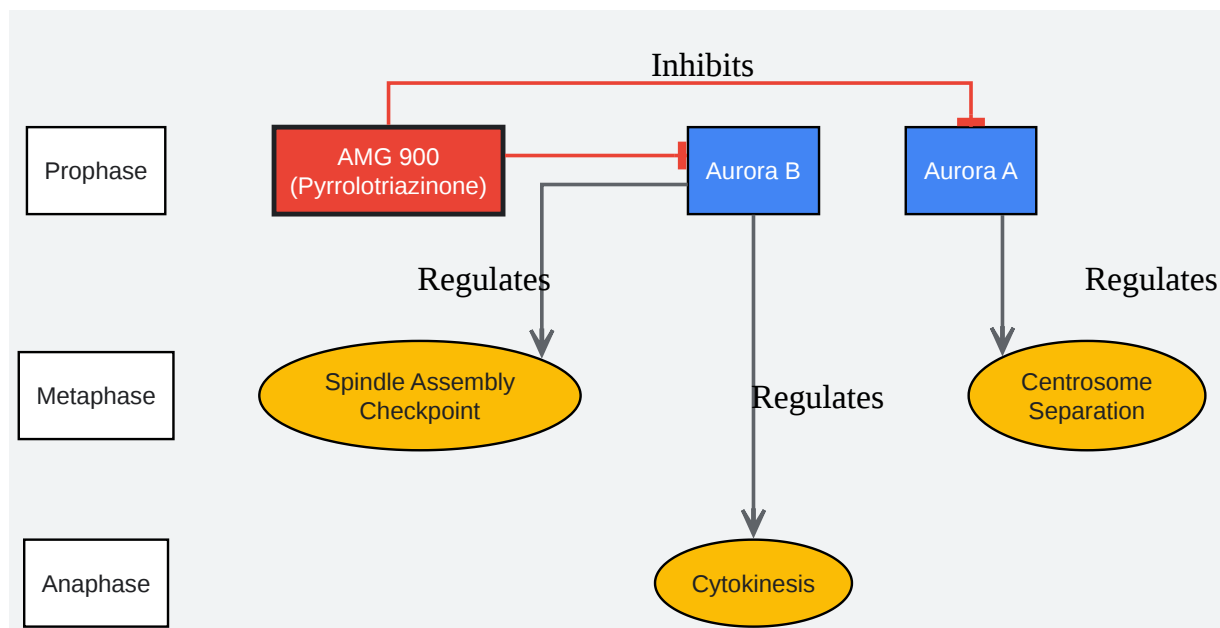 Inhibits
Prophase
AMG 900
(Pyrrolotriazinone)
Aurora B
Aurora A
Regulates
Regulates
Metaphase
Spindle Assembly
Checkpoint
Regulates
Centrosome
Separation
Anaphase
Cytokinesis